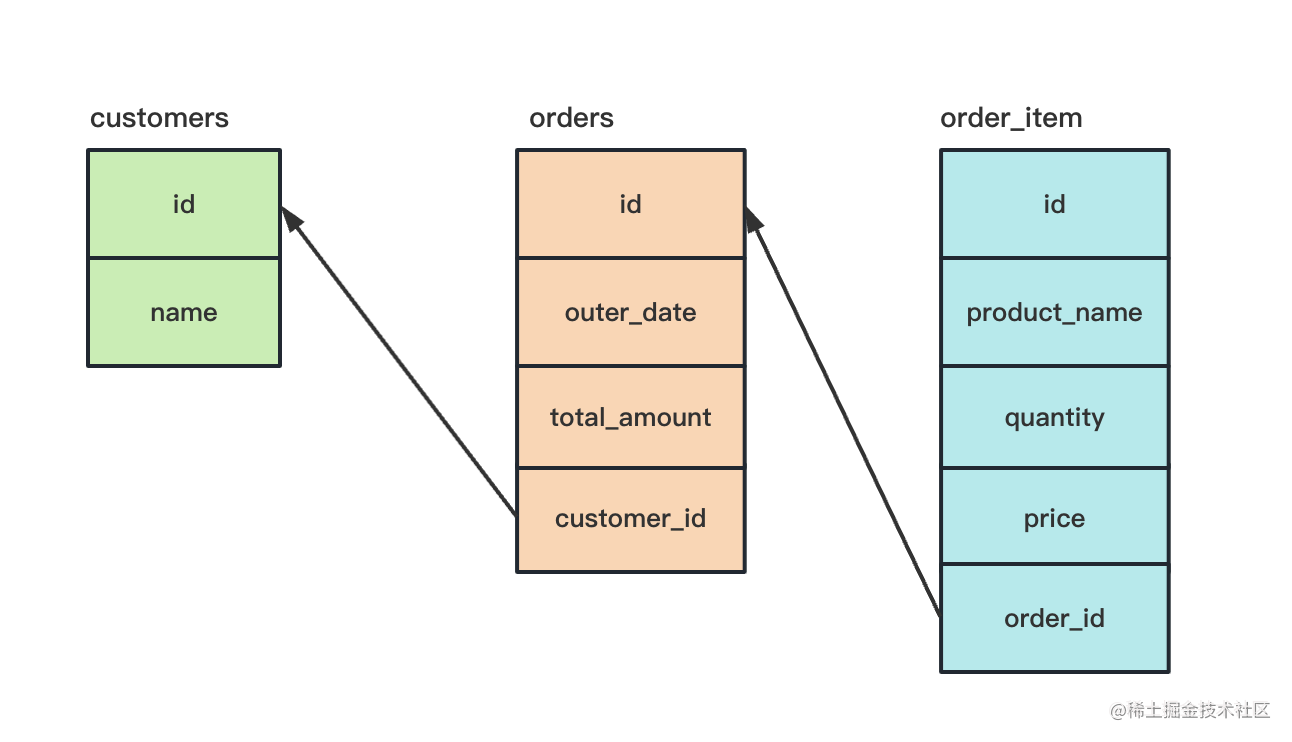 customers
id
name
orders
id
outer_date
total_amount
customer_id
order_item
id
product_name
quantity
price
order_id
@稀土掘金技术社区